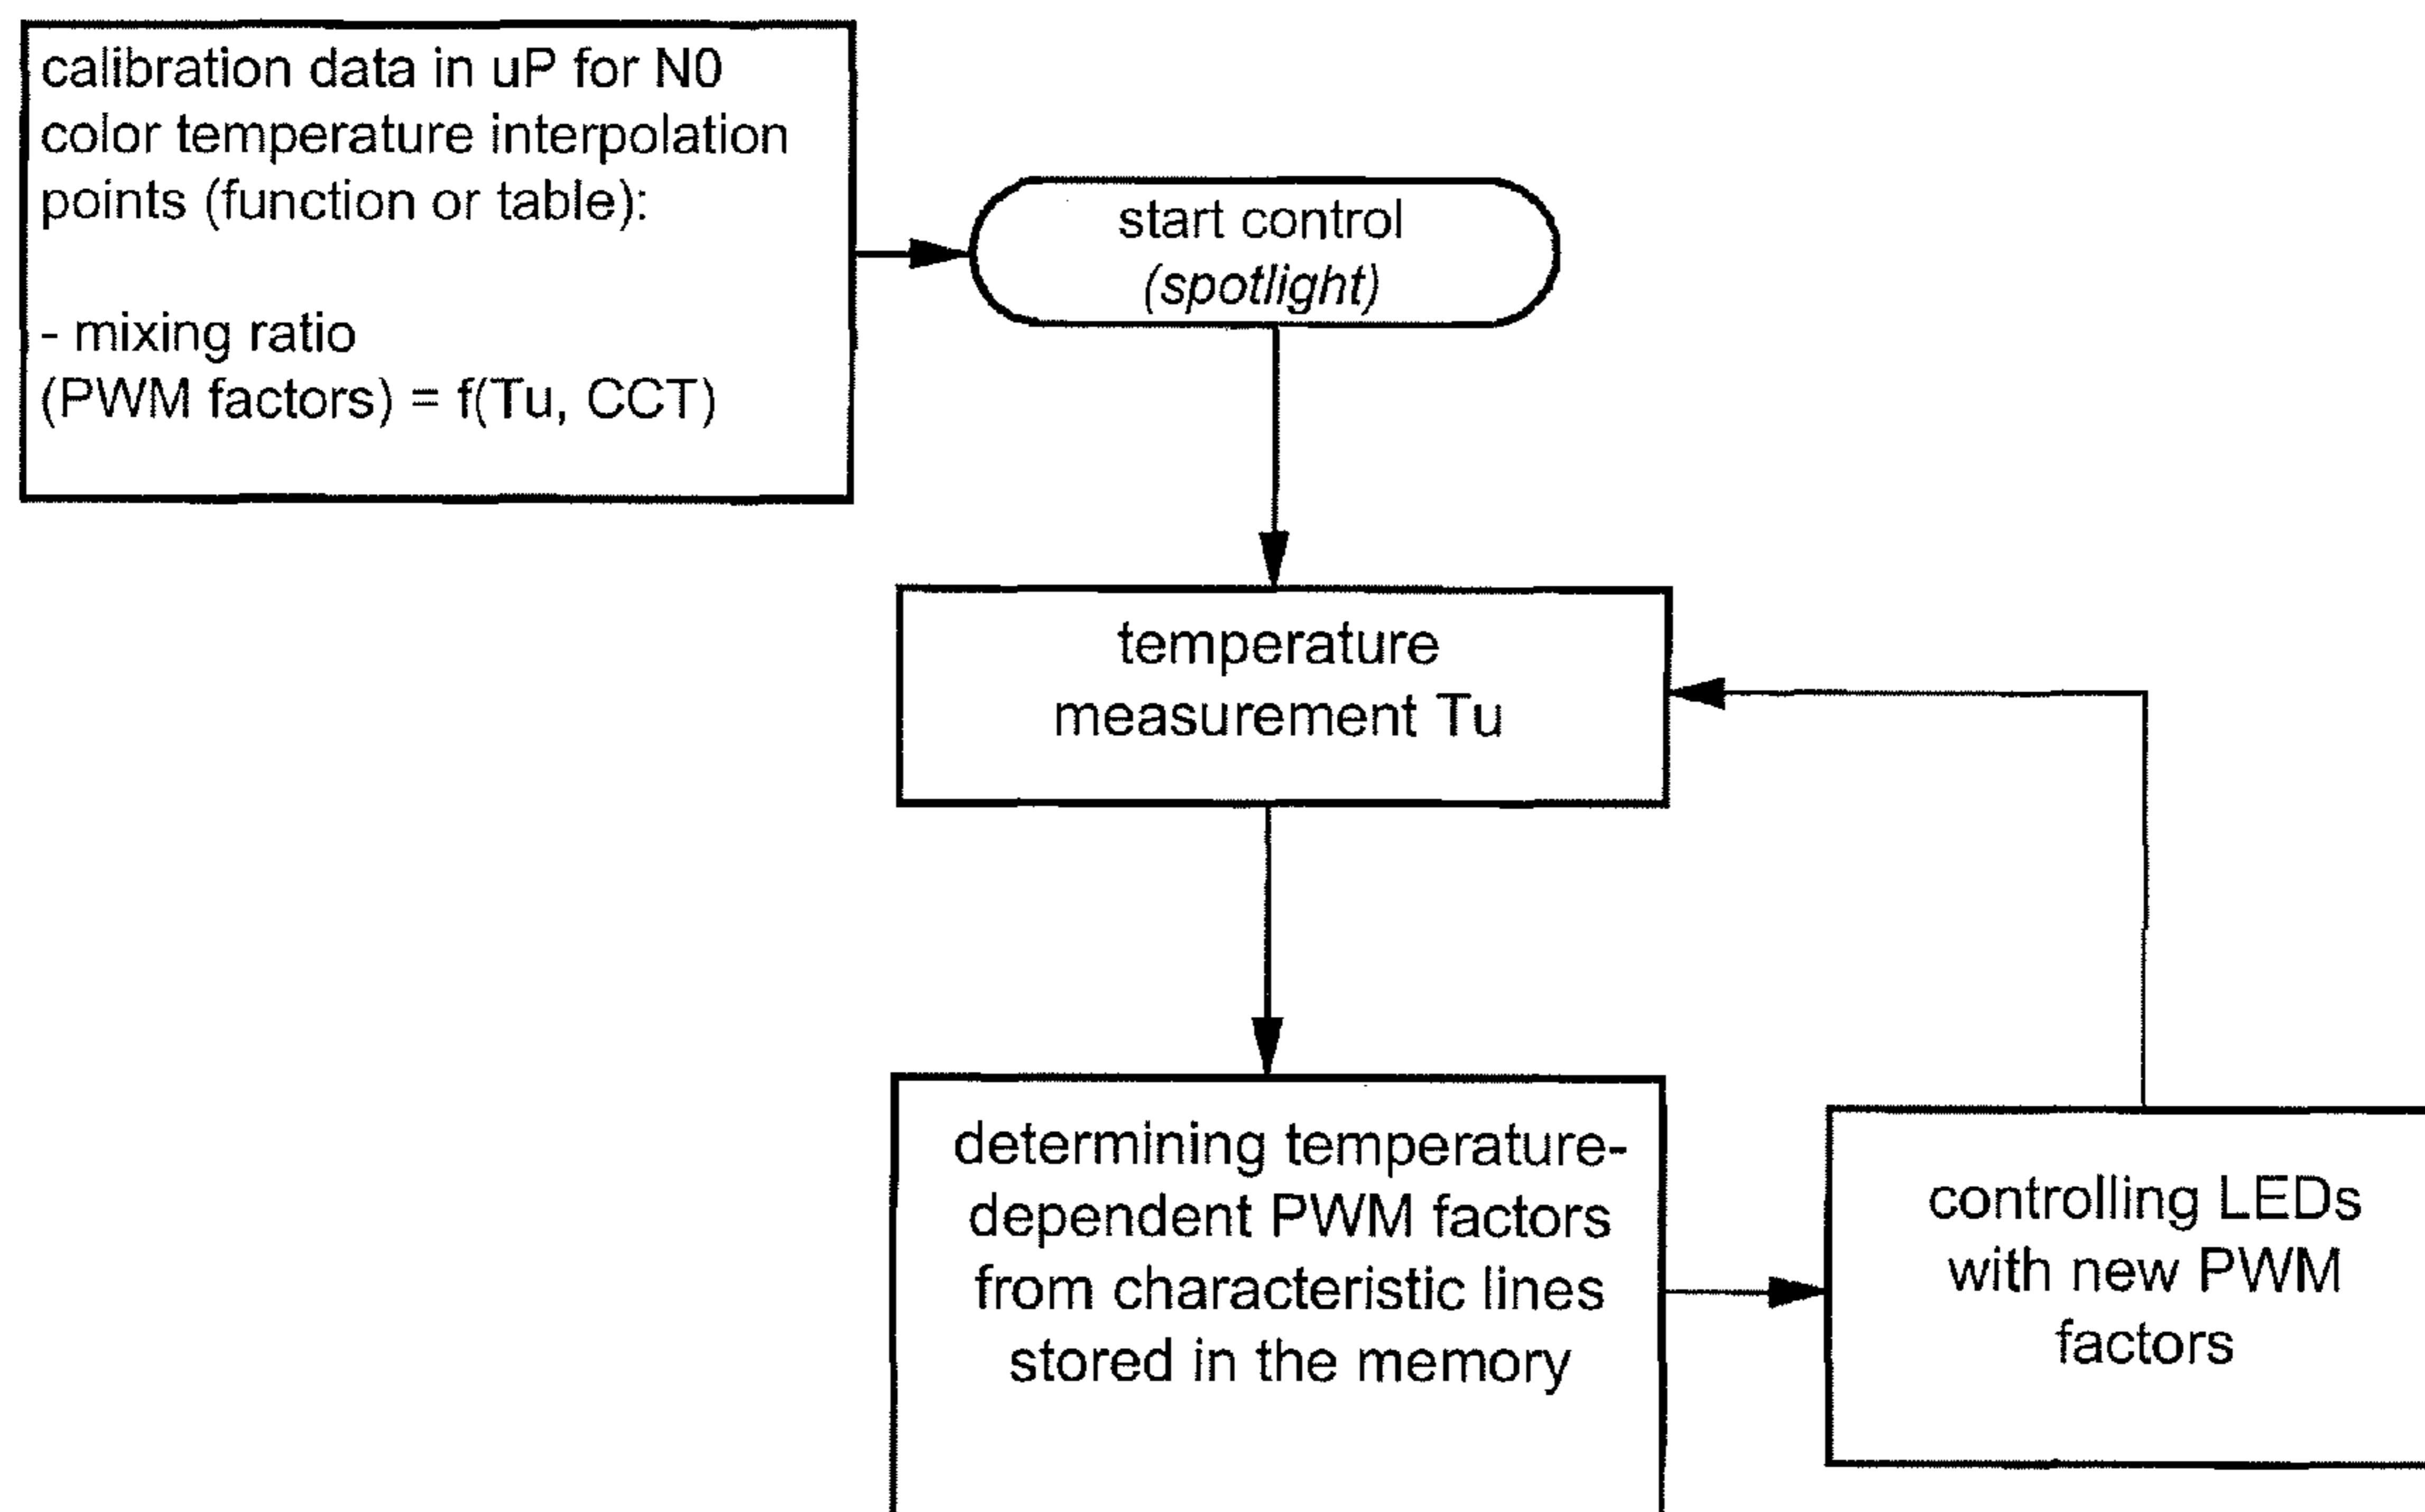 calibration data in uP for N0
color temperature interpolation
points (function or table):
- mixing ratio
(PWM factors) = f(Tu, CCT)
start control
(spotlight)
temperature
measurement Tu
determining temperature-
dependent PWM factors
from characteristic lines
stored in the memory
controlling LEDs
with new PWM
factors